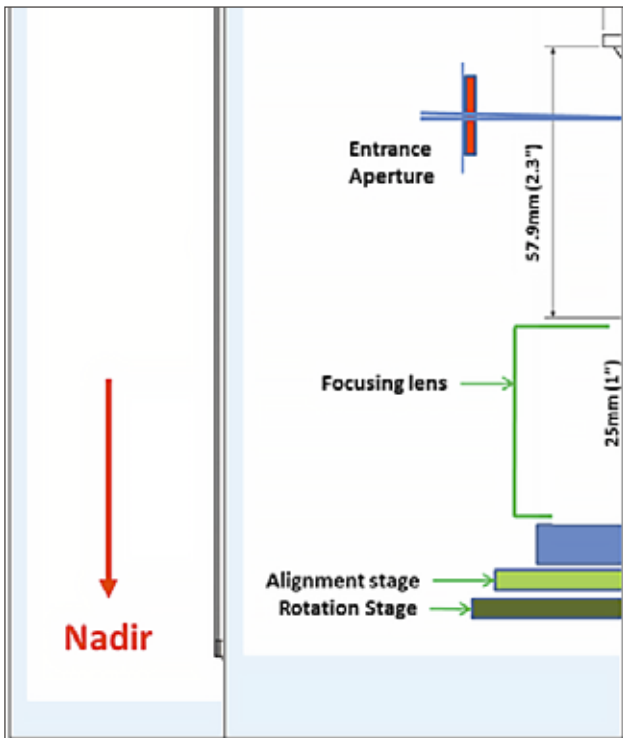 Entrance
Aperture
57.9mm (2.3")
Focusing lens
25mm (1")
Alignment stage
Rotation Stage
Nadir